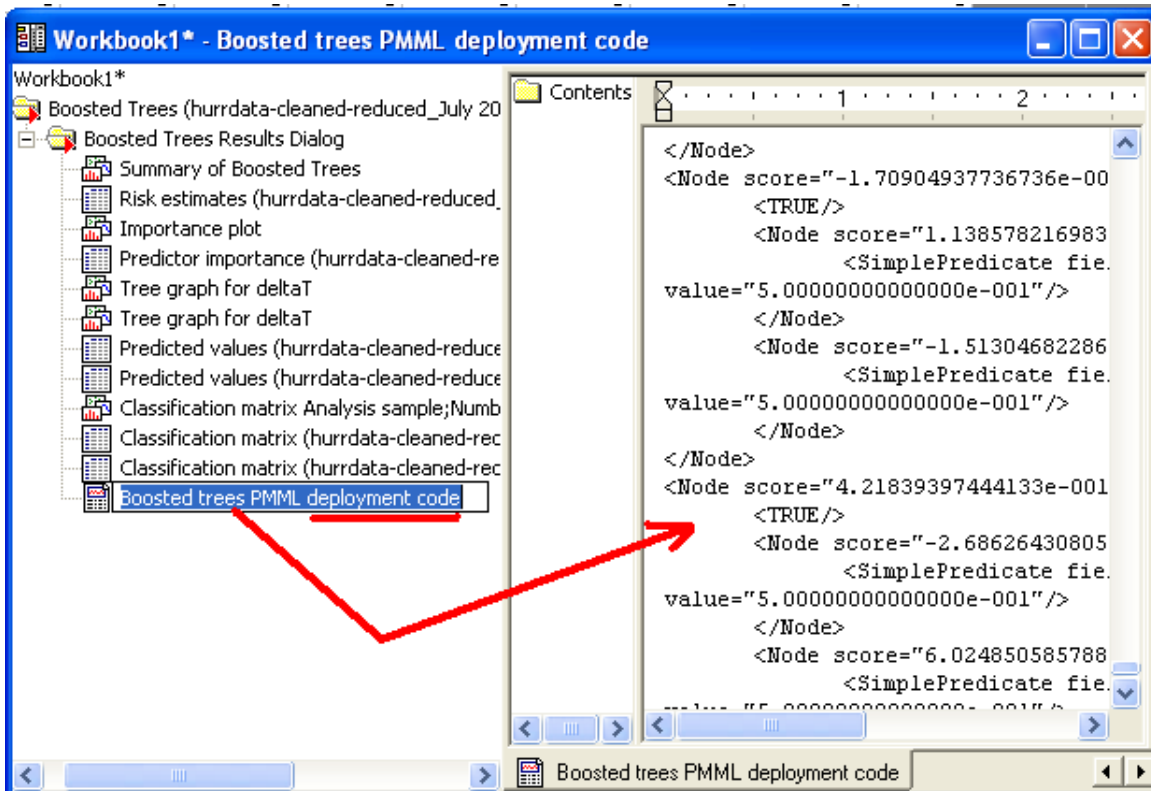 Workbook1* - Boosted trees PMML deployment code
Workbook1*
Boosted Trees (hurrdata-cleaned-reduced_July 20
Boosted Trees Results Dialog
Summary of Boosted Trees
Risk estimates (hurrdata-cleaned-reduced_
Importance plot
Predictor importance (hurrdata-cleaned-re
Tree graph for deltaT
Tree graph for deltaT
Predicted values (hurrdata-cleaned-reduce
Predicted values (hurrdata-cleaned-reduce
Classification matrix Analysis sample;Numb
Classification matrix (hurrdata-cleaned-rec
Classification matrix (hurrdata-cleaned-rec
Boosted trees PMML deployment code
Contents
1 2
</Node>
<Node score="-1.70904937736736e-00
<TRUE/>
<Node score="1.138578216983
<SimplePredicate fie
value="5.00000000000000e-001"/>
</Node>
<Node score="-1.51304682286
<SimplePredicate fie
value="5.00000000000000e-001"/>
</Node>
</Node>
<Node score="4.21839397444133e-001
<TRUE/>
<Node score="-2.68626430805
<SimplePredicate fie
value="5.00000000000000e-001"/>
</Node>
<Node score="6.024850585788
<SimplePredicate fie
Boosted trees PMML deployment code